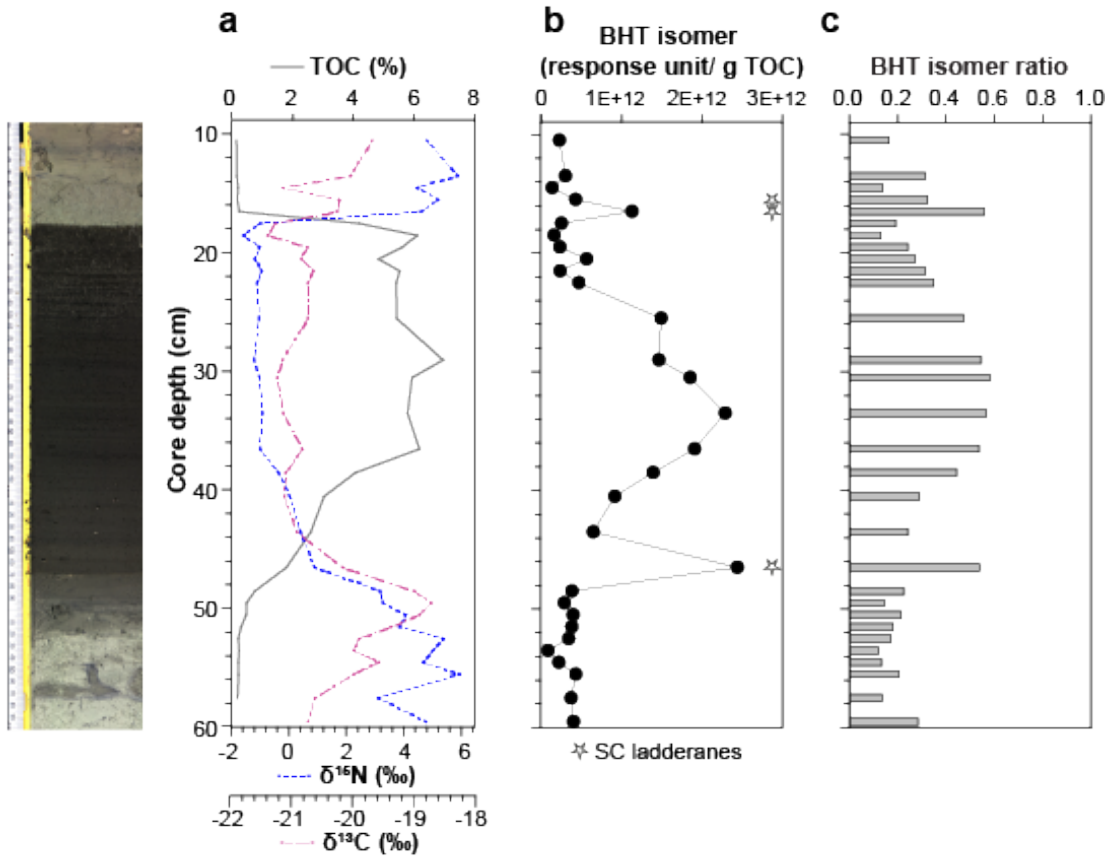 a
b
c
TOC (%)
BHT isomer
(response unit/ g TOC)
BHT isomer ratio
0 2 4 6 8
0 1E+12 2E+12 3E+12
0.0 0.2 0.4 0.6 0.8 1.0
10
20
30
40
50
60
Core depth (cm)
-2 0 2 4 6 8
δ¹⁵N (‰)
-22 -21 -20 -19 -18
δ¹³C (‰)
SC ladderanes